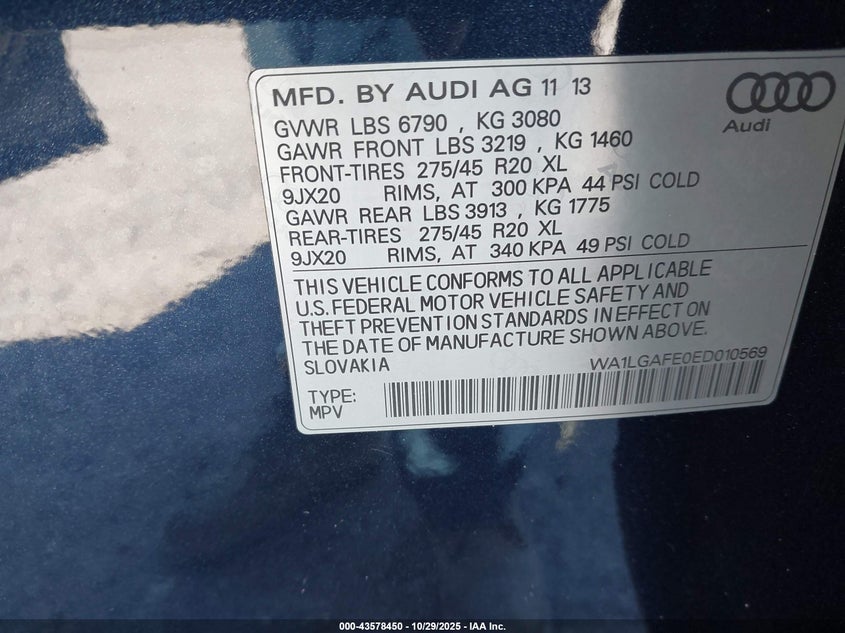 MFD. BY AUDI AG 11 13
Audi
GVWR LBS 6790 , KG 3080
GAWR FRONT LBS 3219 , KG 1460
FRONT-TIRES 275/45 R20 XL
9JX20 RIMS, AT 300 KPA 44 PSI COLD
GAWR REAR LBS 3913 , KG 1775
REAR-TIRES 275/45 R20 XL
9JX20 RIMS, AT 340 KPA 49 PSI COLD
THIS VEHICLE CONFORMS TO ALL APPLICABLE
U.S. FEDERAL MOTOR VEHICLE SAFETY AND
THEFT PREVENTION STANDARDS IN EFFECT ON
THE DATE OF MANUFACTURE SHOWN ABOVE.
SLOVAKIA WA1LGAFE0ED010569
TYPE:
MPV
000-43578450 | 10/29/2025 - IAA Inc.